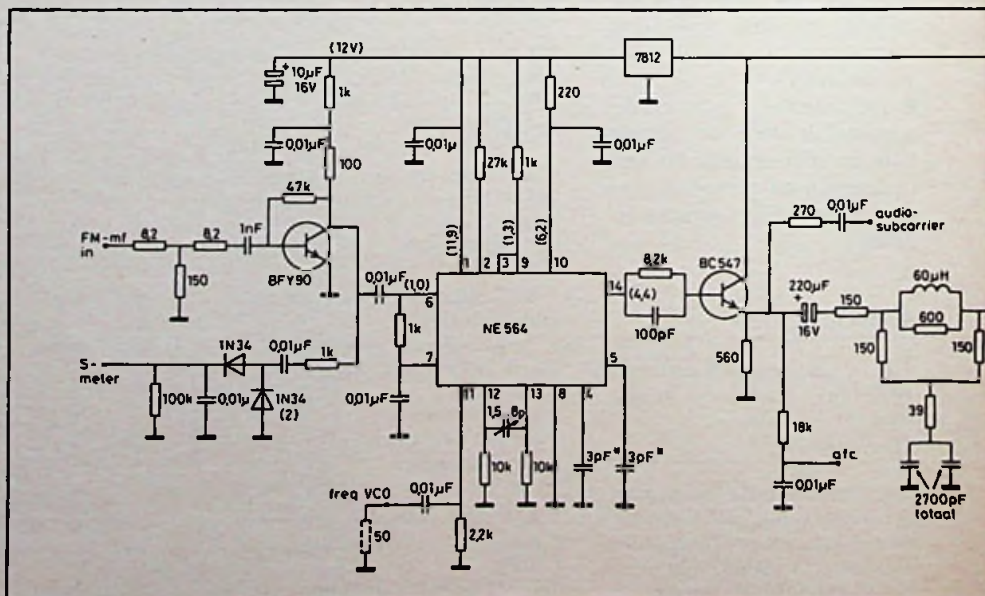 (12V)
7812
+
10µF
16V
1k
220
0,01µF
0,01µ
0,01µF
100
27k
1k
47k
FM-mf
in
8,2
8,2
1nF
150
BFY90
(11,9)
(1,3)
(6,2)
1
2
3
9
10
0,01µF
(1,0)
6
14
8,2k
(4,4)
100pF
BC547
270
0,01µF
audio-
subcarrier
220µF
+
16V
150
60µH
600
150
150
NE 564
1k
7
5
560
S-
meter
1N34
0,01µF
1k
100k
0,01µ
1N34
(2)
0,01µF
11
12
13
8
4
1,5
8p
10k
10k
3pF*
3pF*
18k
39
afc
0,01µF
2700pF
totaal
freq VCO
0,01µF
50
2,2k